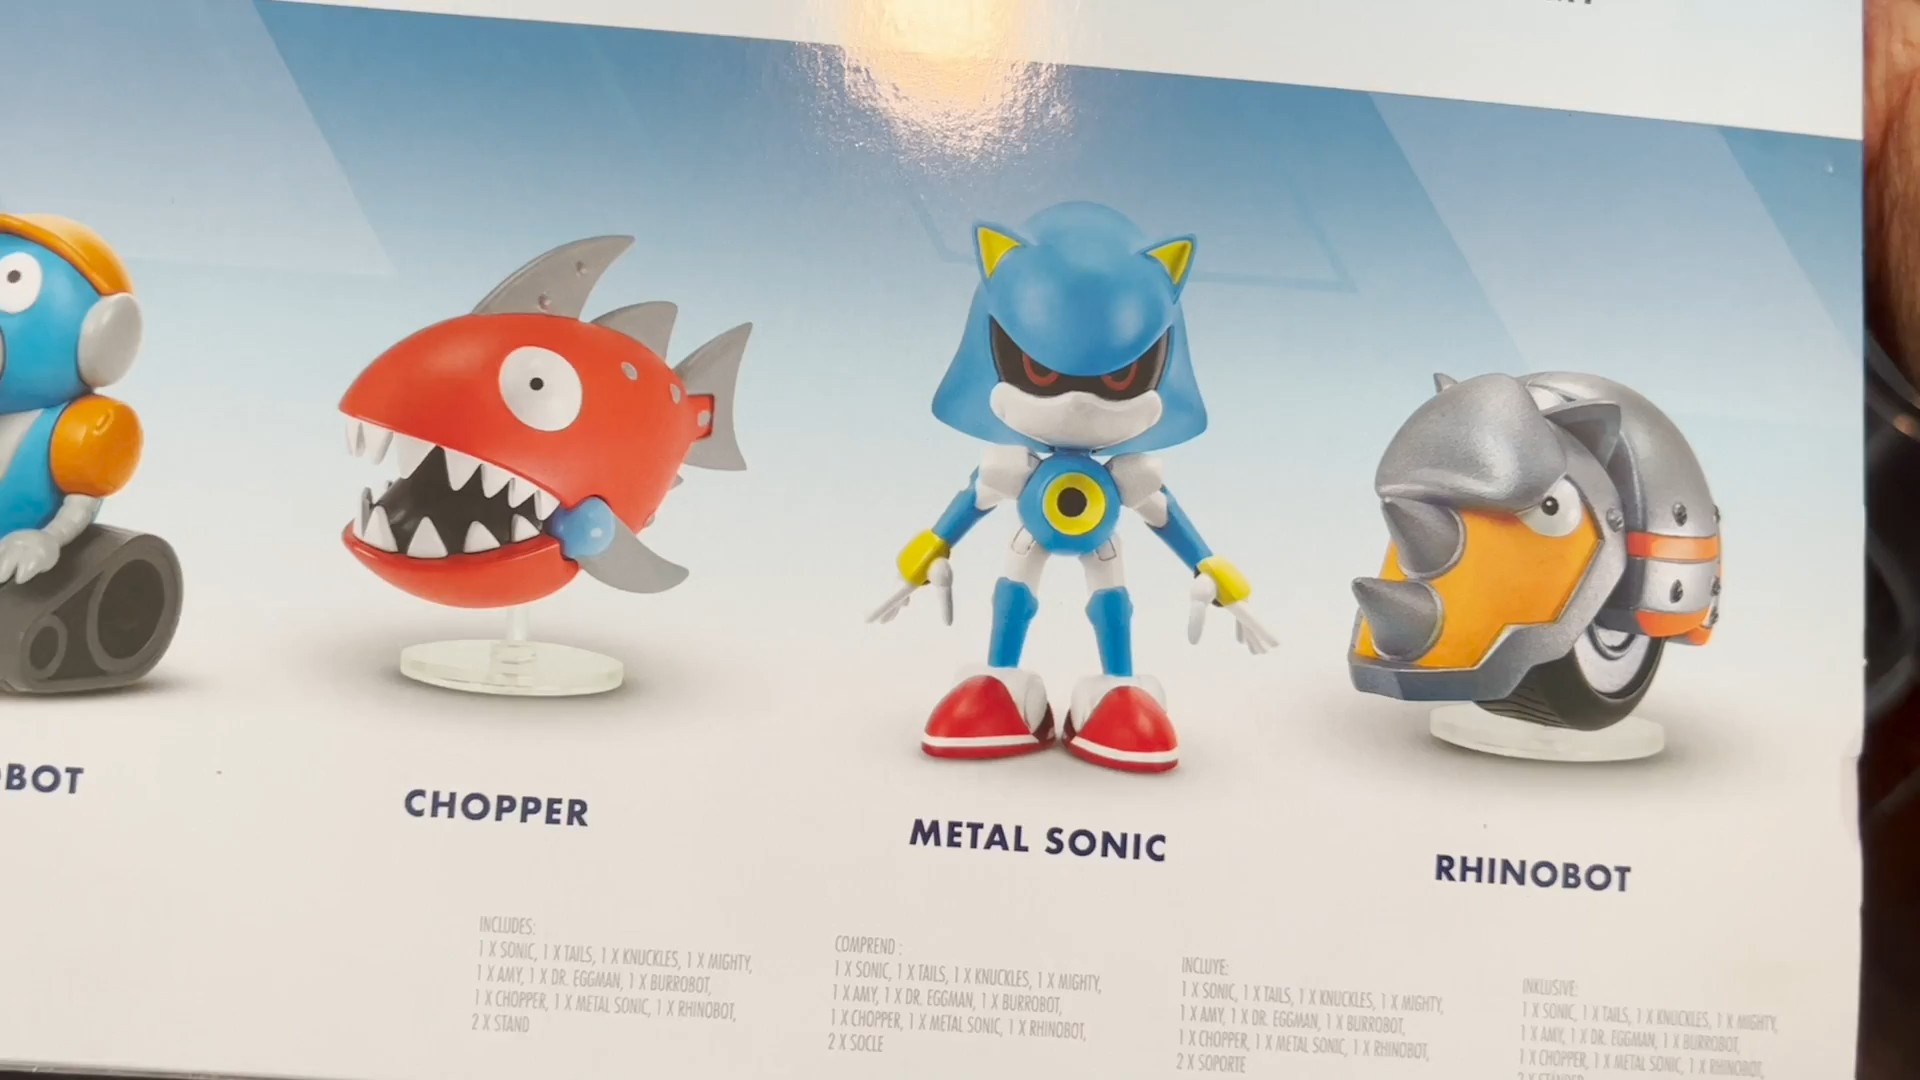 OBOT
CHOPPER
METAL SONIC
RHINOBOT
INCLUDES:
1 X SONIC, 1 X TAILS, 1 X KNUCKLES, 1 X MIGHTY,
1 X AMY, 1 X DR. EGGMAN, 1 X BURROBOT,
1 X CHOPPER, 1 X METAL SONIC, 1 X RHINOBOT,
2 X STAND
COMPREND :
1 X SONIC, 1 X TAILS, 1 X KNUCKLES, 1 X MIGHTY,
1 X AMY, 1 X DR. EGGMAN, 1 X BURROBOT,
1 X CHOPPER, 1 X METAL SONIC, 1 X RHINOBOT,
2 X SOCLE
INCLUYE:
1 X SONIC, 1 X TAILS, 1 X KNUCKLES, 1 X MIGHTY,
1 X AMY, 1 X DR. EGGMAN, 1 X BURROBOT,
1 X CHOPPER, 1 X METAL SONIC, 1 X RHINOBOT,
2 X SOPORTE
INKLUSIVE:
1 X SONIC, 1 X TAILS, 1 X KNUCKLES, 1 X MIGHTY,
1 X AMY, 1 X DR. EGGMAN, 1 X BURROBOT,
1 X CHOPPER, 1 X METAL SONIC, 1 X RHINOBOT,